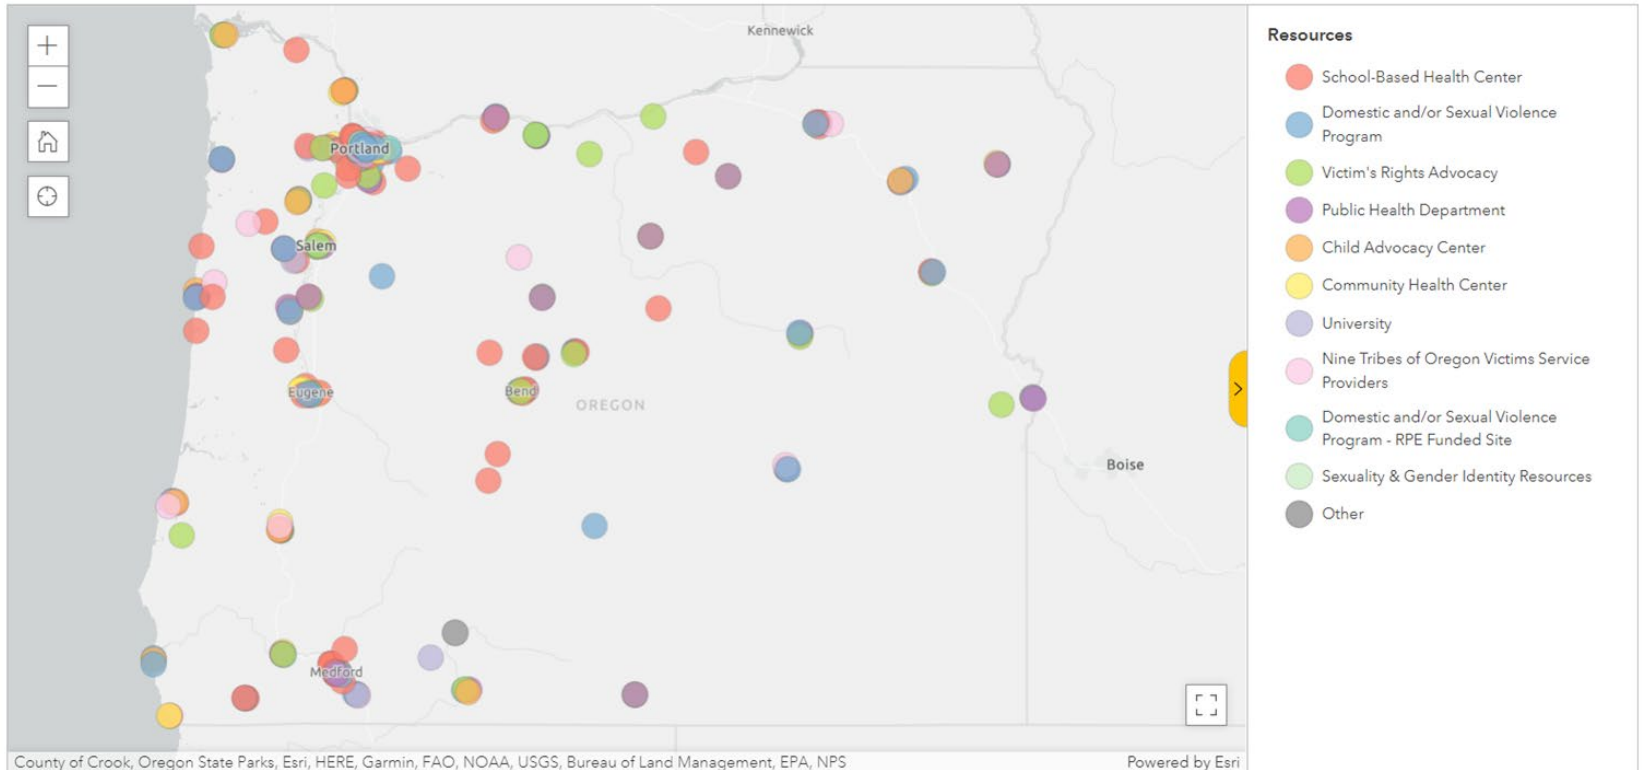 Kennewick
Portland
Salem
Eugene
Bend
OREGON
Boise
Medford
County of Crook, Oregon State Parks, Esri, HERE, Garmin, FAO, NOAA, USGS, Bureau of Land Management, EPA, NPS
Powered by Esri
Resources
School-Based Health Center
Domestic and/or Sexual Violence
Program
Victim's Rights Advocacy
Public Health Department
Child Advocacy Center
Community Health Center
University
Nine Tribes of Oregon Victims Service
Providers
Domestic and/or Sexual Violence
Program - RPE Funded Site
Sexuality & Gender Identity Resources
Other